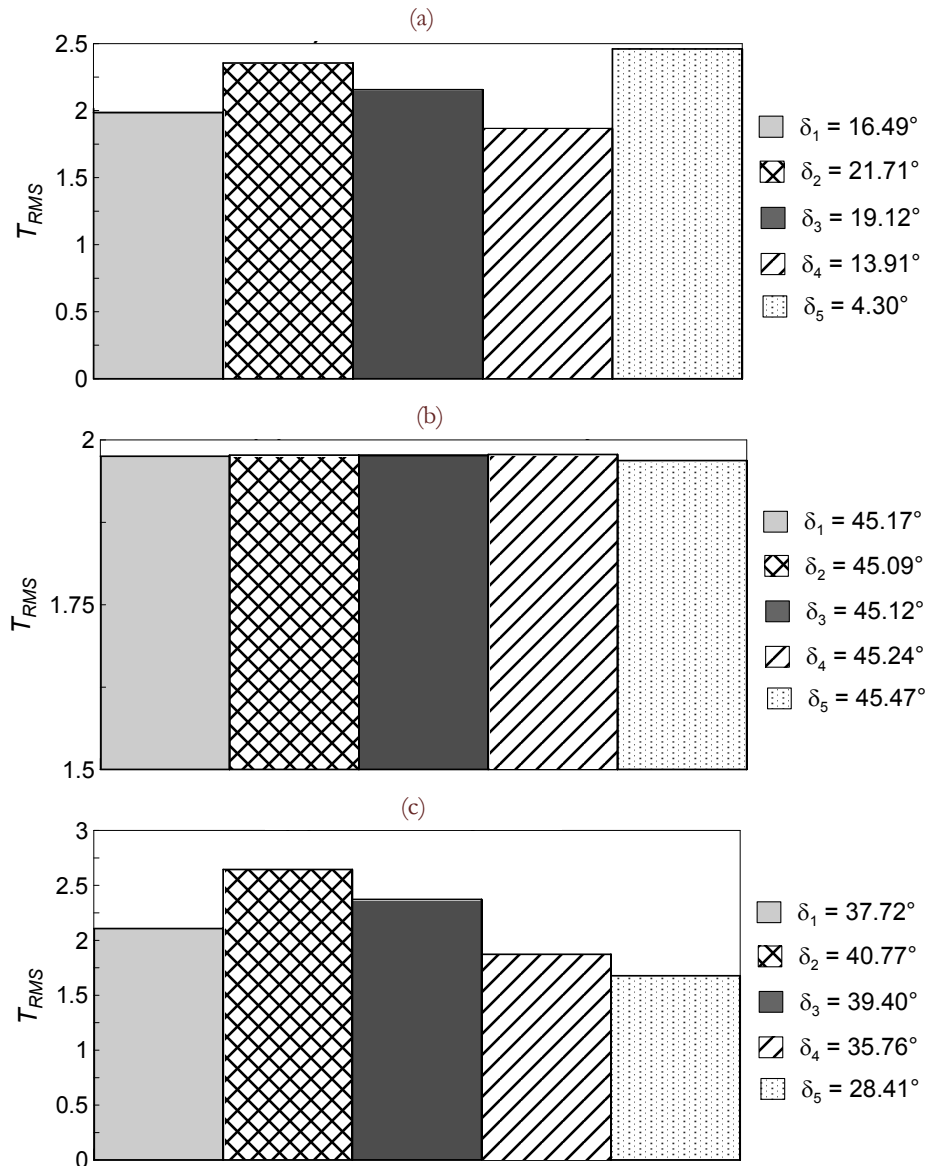 (a)
2.5
2
1.5
1
0.5
0
T_RMS
δ₁ = 16.49°
δ₂ = 21.71°
δ₃ = 19.12°
δ₄ = 13.91°
δ₅ = 4.30°
(b)
2
1.75
1.5
T_RMS
δ₁ = 45.17°
δ₂ = 45.09°
δ₃ = 45.12°
δ₄ = 45.24°
δ₅ = 45.47°
(c)
3
2.5
2
1.5
1
0.5
0
T_RMS
δ₁ = 37.72°
δ₂ = 40.77°
δ₃ = 39.40°
δ₄ = 35.76°
δ₅ = 28.41°